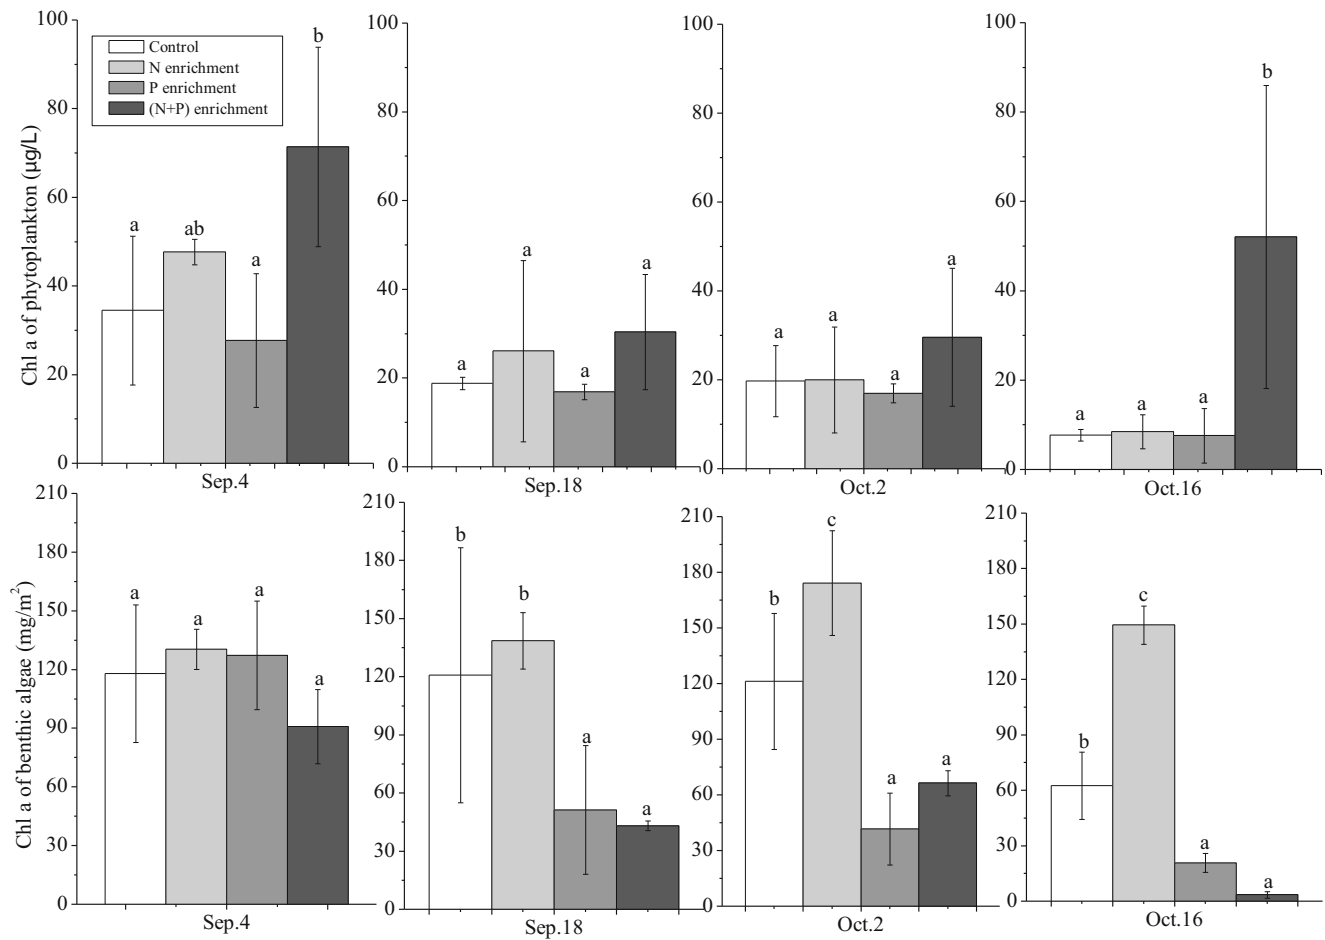 Chl a of phytoplankton (µg/L)
100
80
60
40
20
0
Control
N enrichment
P enrichment
(N+P) enrichment
a
ab
a
b
Sep.4
100
80
60
40
20
0
a
a
a
a
Sep.18
100
80
60
40
20
0
a
a
a
a
Oct.2
100
80
60
40
20
0
a
a
a
b
Oct.16
Chl a of benthic algae (mg/m²)
210
180
150
120
90
60
30
0
a
a
a
a
Sep.4
210
180
150
120
90
60
30
0
b
b
a
a
Sep.18
210
180
150
120
90
60
30
0
b
c
a
a
Oct.2
210
180
150
120
90
60
30
0
b
c
a
a
Oct.16